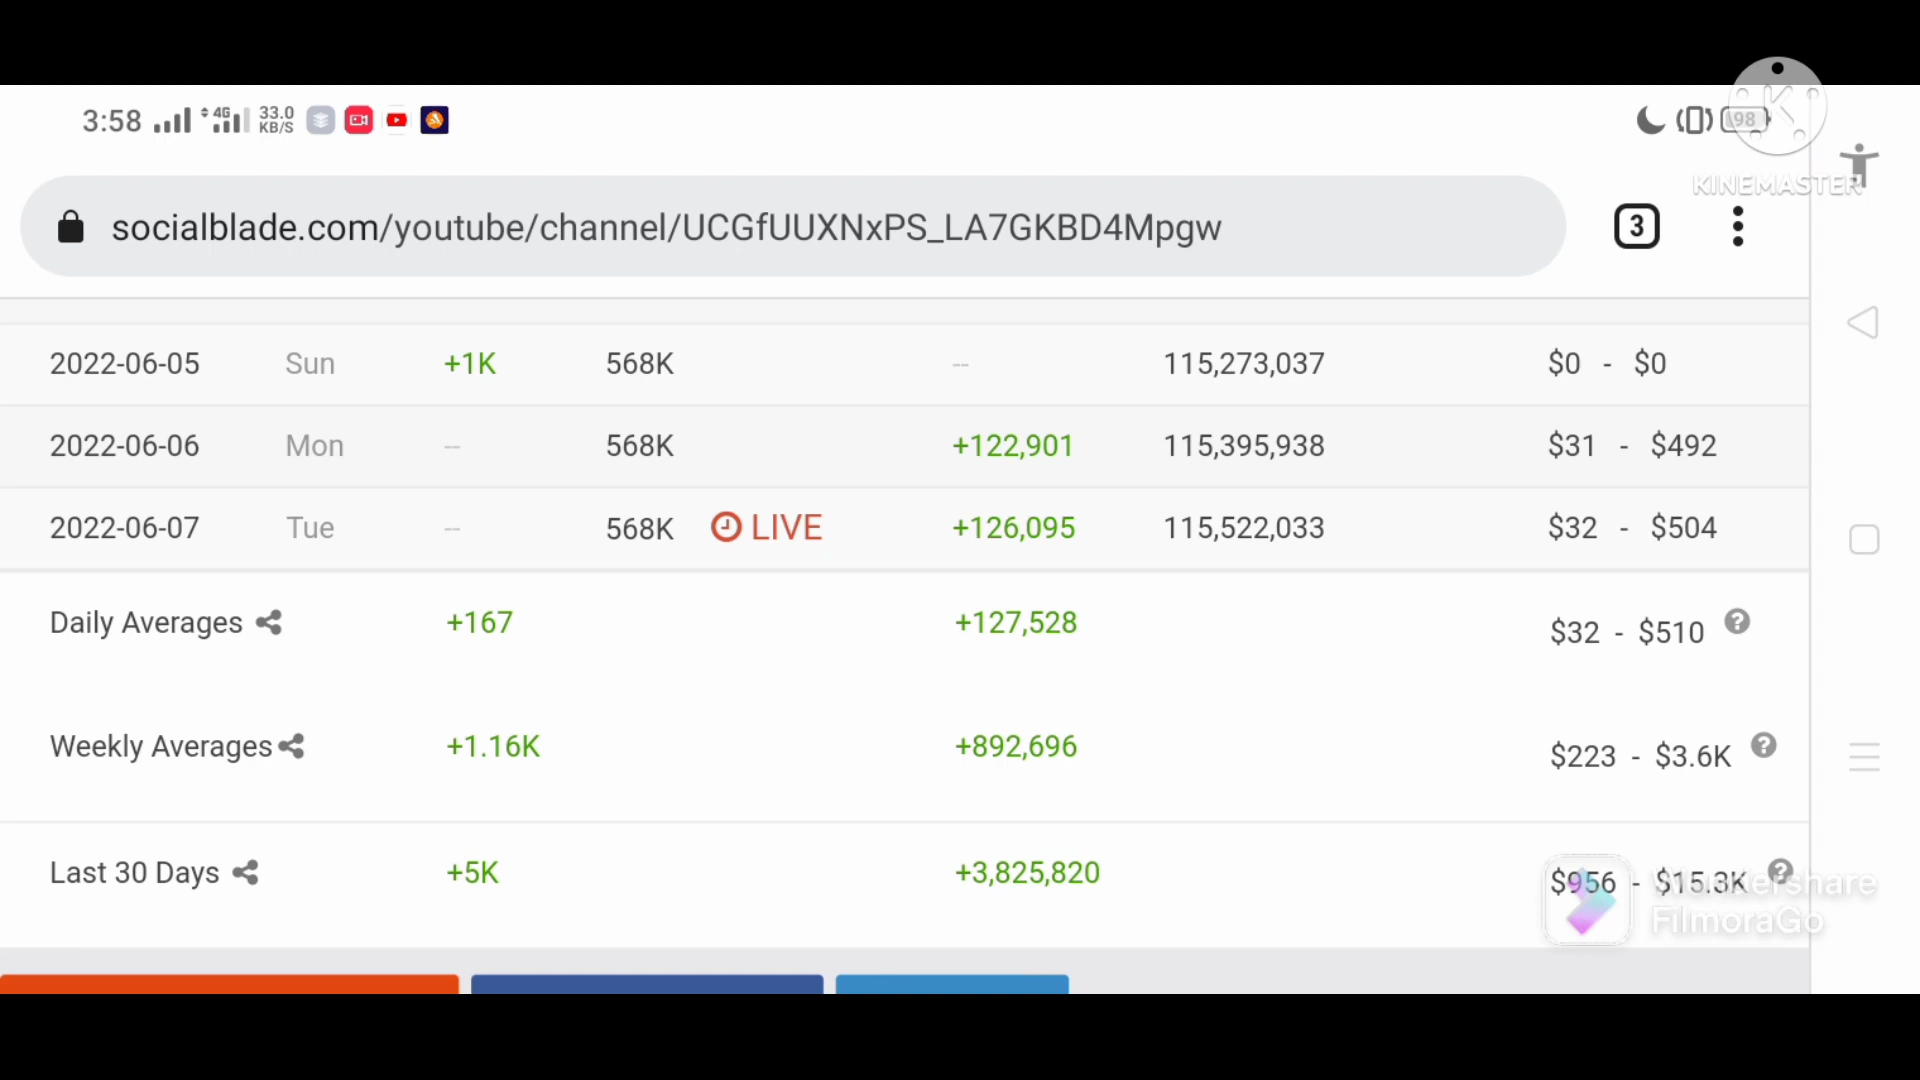 3:58 4G 33.0 KB/S 98
KINEMASTER
socialblade.com/youtube/channel/UCGfUUXNxPS_LA7GKBD4Mpgw 3
2022-06-05 Sun +1K 568K -- 115,273,037 $0 - $0
2022-06-06 Mon -- 568K +122,901 115,395,938 $31 - $492
2022-06-07 Tue -- 568K LIVE +126,095 115,522,033 $32 - $504
Daily Averages +167 +127,528 $32 - $510 ?
Weekly Averages +1.16K +892,696 $223 - $3.6K ?
Last 30 Days +5K +3,825,820 $956 - $15.3K ?
Wondershare
FilmoraGo